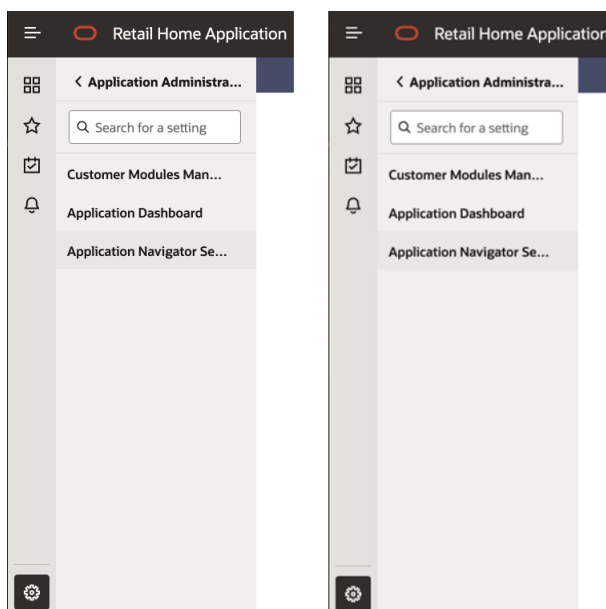 Retail Home Application
Application Administra...
Search for a setting
Customer Modules Man...
Application Dashboard
Application Navigator Se...
Retail Home Application
Application Administra...
Search for a setting
Customer Modules Man...
Application Dashboard
Application Navigator Se...